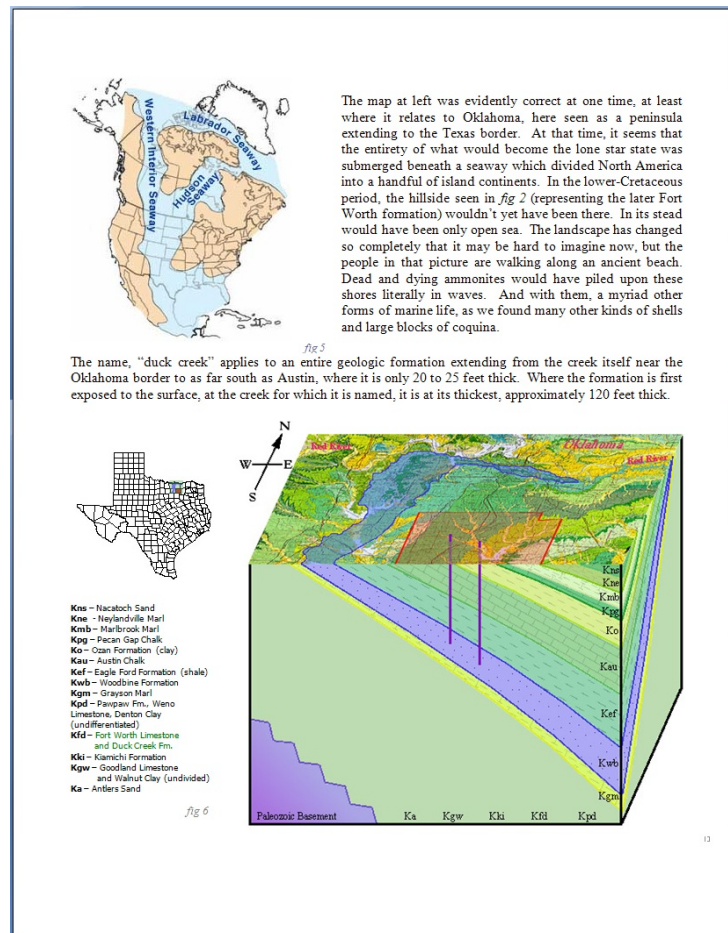 Western Interior Seaway
Labrador Seaway
Hudson
Seaway
The map at left was evidently correct at one time, at least
where it relates to Oklahoma, here seen as a peninsula
extending to the Texas border. At that time, it seems that
the entirety of what would become the lone star state was
submerged beneath a seaway which divided North America
into a handful of island continents. In the lower-Cretaceous
period, the hillside seen in fig 2 (representing the later Fort
Worth formation) wouldn't yet have been there. In its stead
would have been only open sea. The landscape has changed
so completely that it may be hard to imagine now, but the
people in that picture are walking along an ancient beach.
Dead and dying ammonites would have piled upon these
shores literally in waves. And with them, a myriad other
forms of marine life, as we found many other kinds of shells
and large blocks of coquina.
fig 5
The name, "duck creek" applies to an entire geologic formation extending from the creek itself near the
Oklahoma border to as far south as Austin, where it is only 20 to 25 feet thick. Where the formation is first
exposed to the surface, at the creek for which it is named, it is at its thickest, approximately 120 feet thick.
N
W E
S
Red River
Oklahoma
Red River
Kns
Kne
Kmb
Kpg
Ko
Kau
Kef
Kwb
Kgm
Kns – Nacatoch Sand
Kne - Neylandville Marl
Kmb – Marlbrook Marl
Kpg – Pecan Gap Chalk
Ko – Ozan Formation (clay)
Kau – Austin Chalk
Kef – Eagle Ford Formation (shale)
Kwb – Woodbine Formation
Kgm – Grayson Marl
Kpd – Pawpaw Fm., Weno
Limestone, Denton Clay
(undifferentiated)
Kfd – Fort Worth Limestone
and Duck Creek Fm.
Kki – Kiamichi Formation
Kgw – Goodland Limestone
and Walnut Clay (undivided)
Ka – Antlers Sand
fig 6
Paleozoic Basement Ka Kgw Kki Kfd Kpd